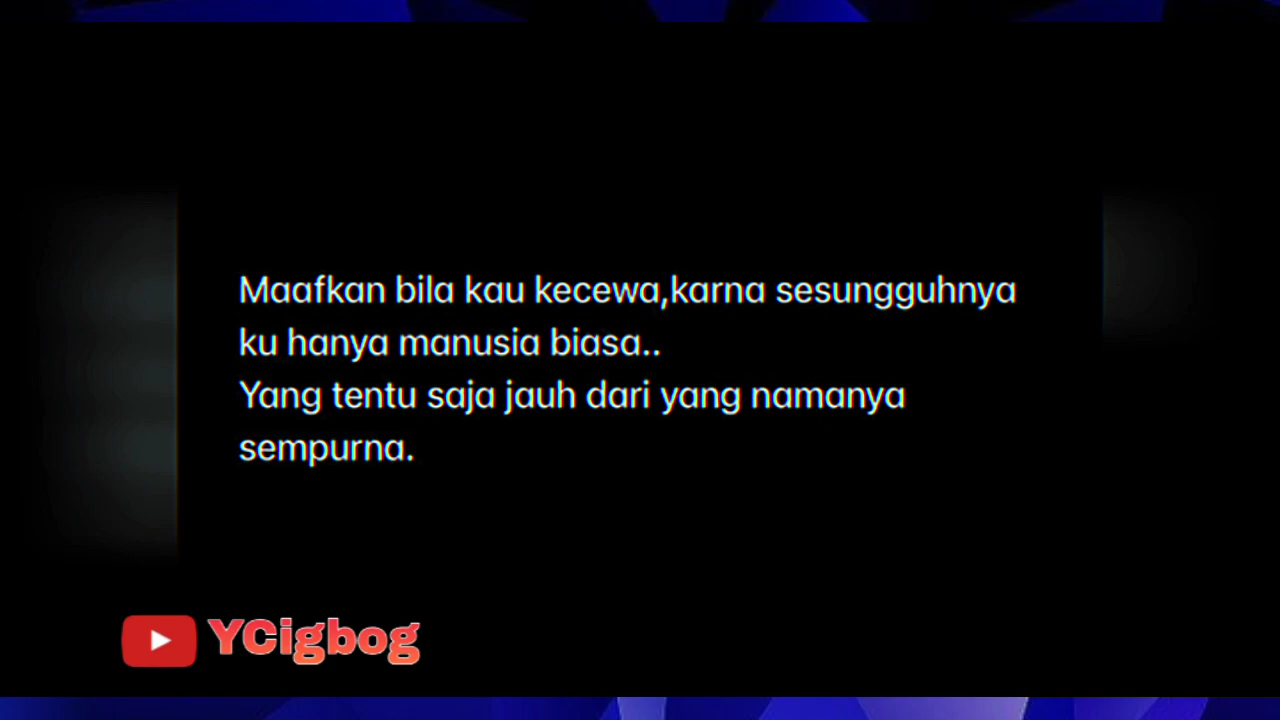 Maafkan bila kau kecewa,karna sesungguhnya
ku hanya manusia biasa..
Yang tentu saja jauh dari yang namanya
sempurna.
YCigbog